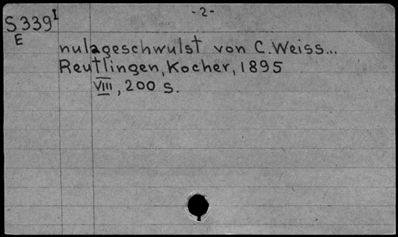 -2-
S339¹
E
nulageschwulst von C. Weiss...
Reutlingen, Kocher, 1895
VIII, 200 S.